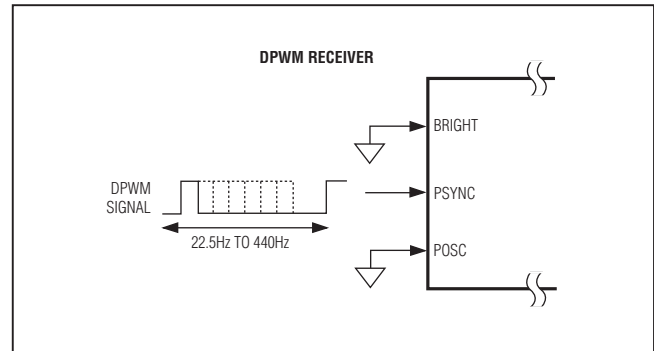 DPWM RECEIVER
BRIGHT
DPWM
SIGNAL
PSYNC
22.5Hz TO 440Hz
POSC